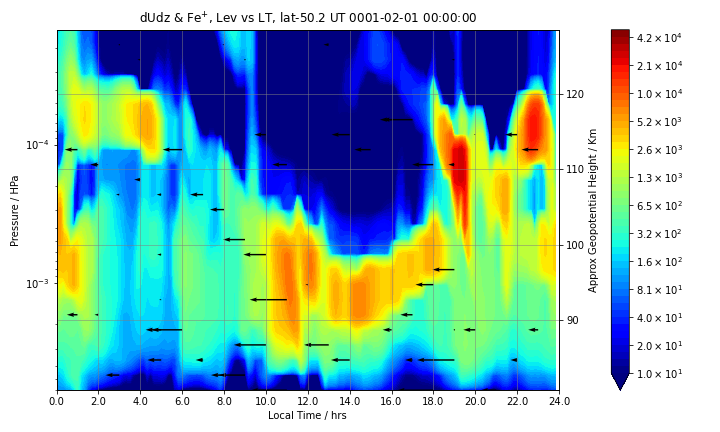 dUdz & Fe⁺, Lev vs LT, lat-50.2 UT 0001-02-01 00:00:00
Pressure / HPa
10⁻⁴
10⁻³
0.0 2.0 4.0 6.0 8.0 10.0 12.0 14.0 16.0 18.0 20.0 22.0 24.0
Local Time / hrs
120
110
100
90
Approx Geopotential Height / Km
4.2 × 10⁴
2.1 × 10⁴
1.0 × 10⁴
5.2 × 10³
2.6 × 10³
1.3 × 10³
6.5 × 10²
3.2 × 10²
1.6 × 10²
8.1 × 10¹
4.0 × 10¹
2.0 × 10¹
1.0 × 10¹